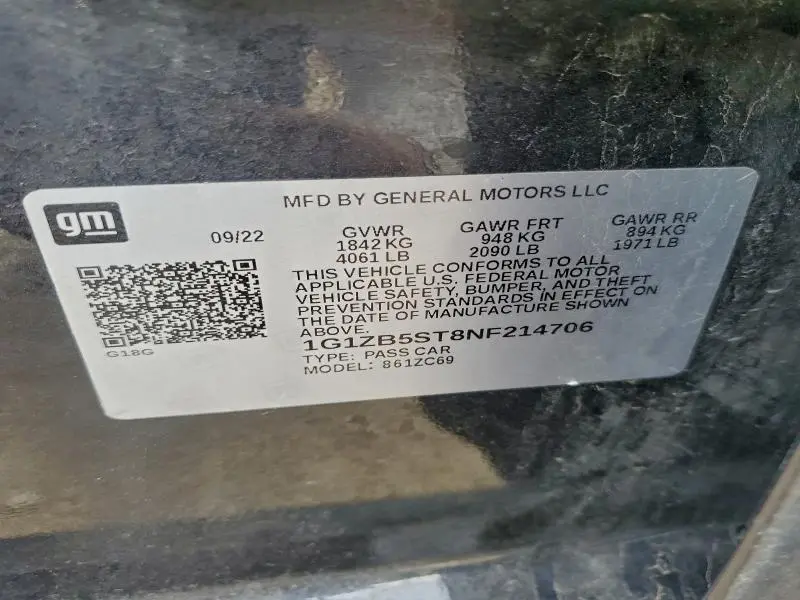 gm
MFD BY GENERAL MOTORS LLC
09/22
GVWR
1842 KG
4061 LB
GAWR FRT
948 KG
2090 LB
GAWR RR
894 KG
1971 LB
THIS VEHICLE CONFORMS TO ALL
APPLICABLE U.S. FEDERAL MOTOR
VEHICLE SAFETY, BUMPER, AND THEFT
PREVENTION STANDARDS IN EFFECT ON
THE DATE OF MANUFACTURE SHOWN
ABOVE.
1G1ZB5ST8NF214706
TYPE: PASS CAR
MODEL: 861ZC69
G18G